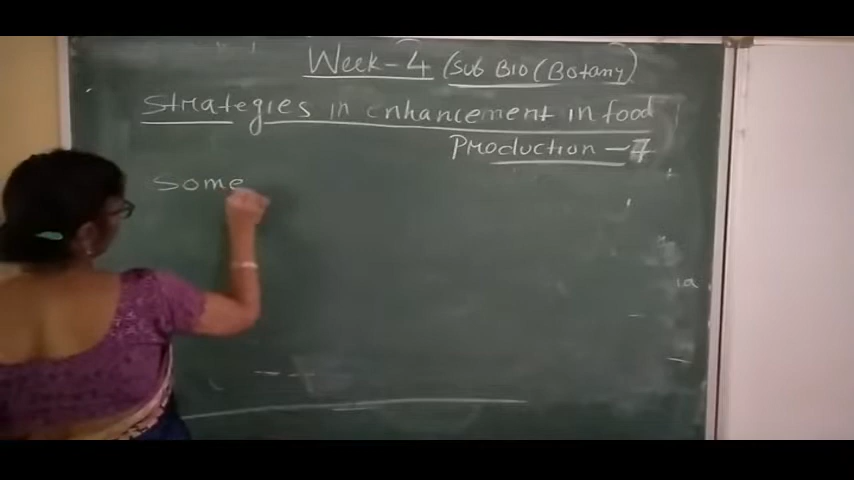 Week-4 (Sub Bio (Botany)
Strategies in enhancement in food
Production - 7
Some